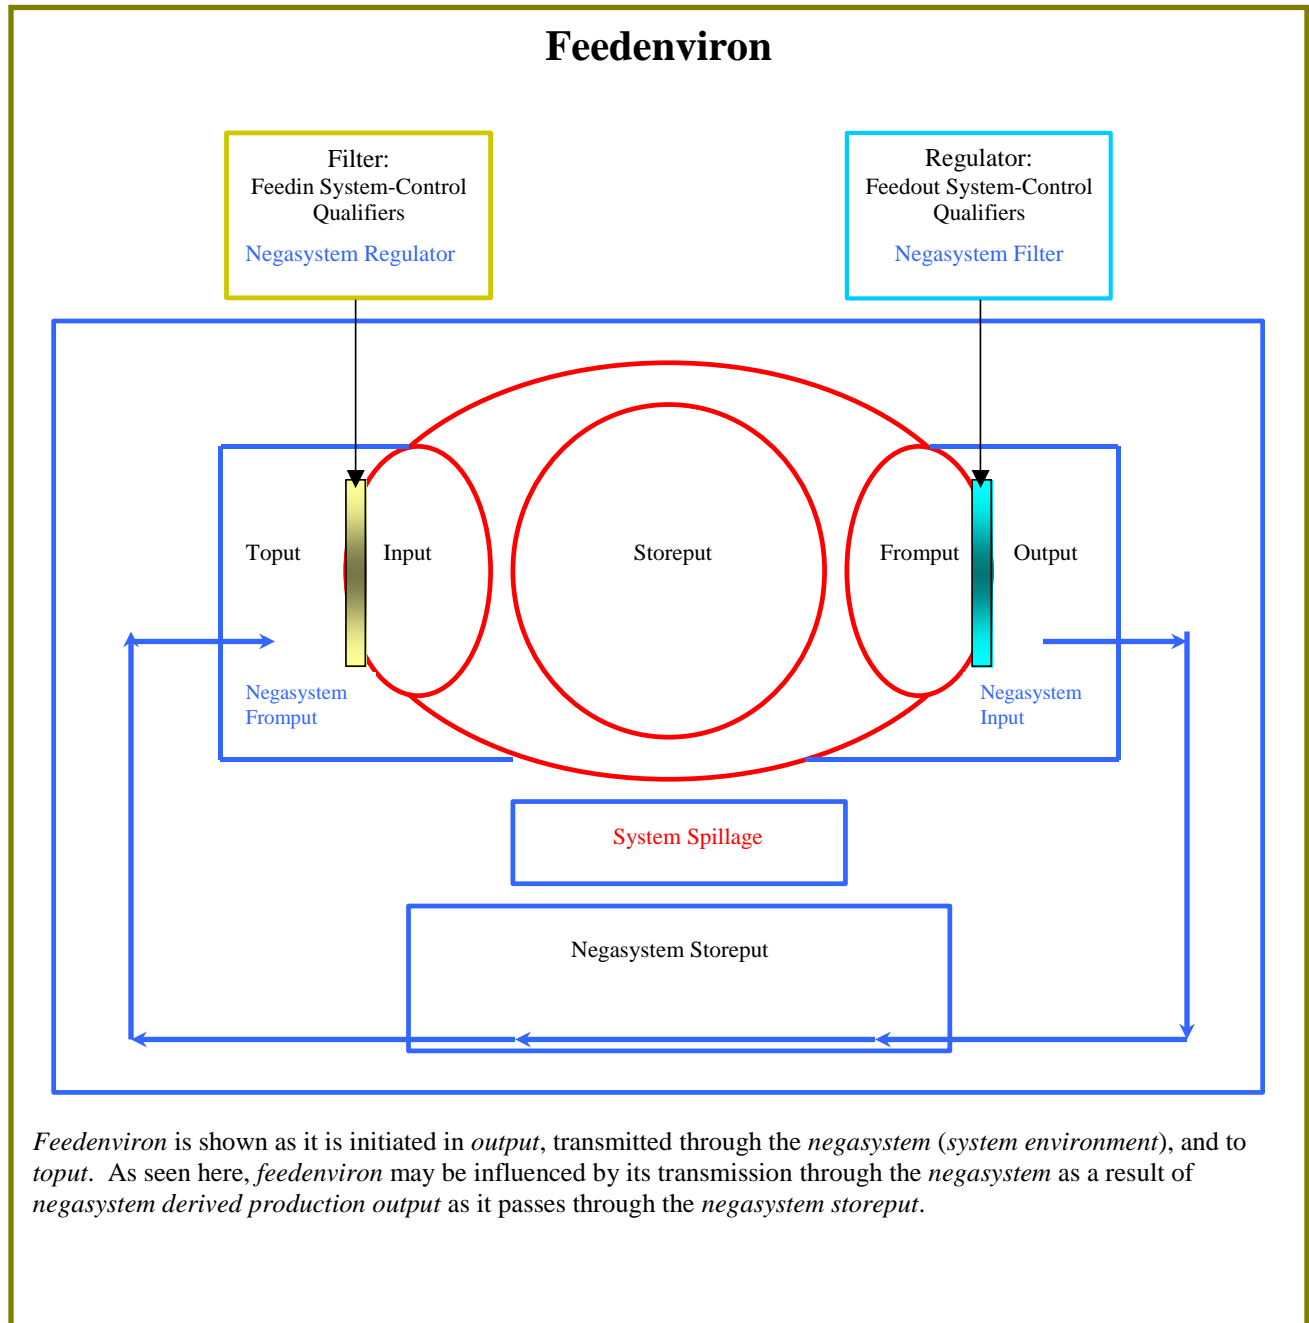 Feedenviron
Filter:
Feedin System-Control
Qualifiers
Negasystem Regulator
Regulator:
Feedout System-Control
Qualifiers
Negasystem Filter
Toput
Input
Storeput
Fromput
Output
Negasystem
Fromput
Negasystem
Input
System Spillage
Negasystem Storeput
Feedenviron is shown as it is initiated in output, transmitted through the negasystem (system environment), and to
toput.  As seen here, feedenviron may be influenced by its transmission through the negasystem as a result of
negasystem derived production output as it passes through the negasystem storeput.